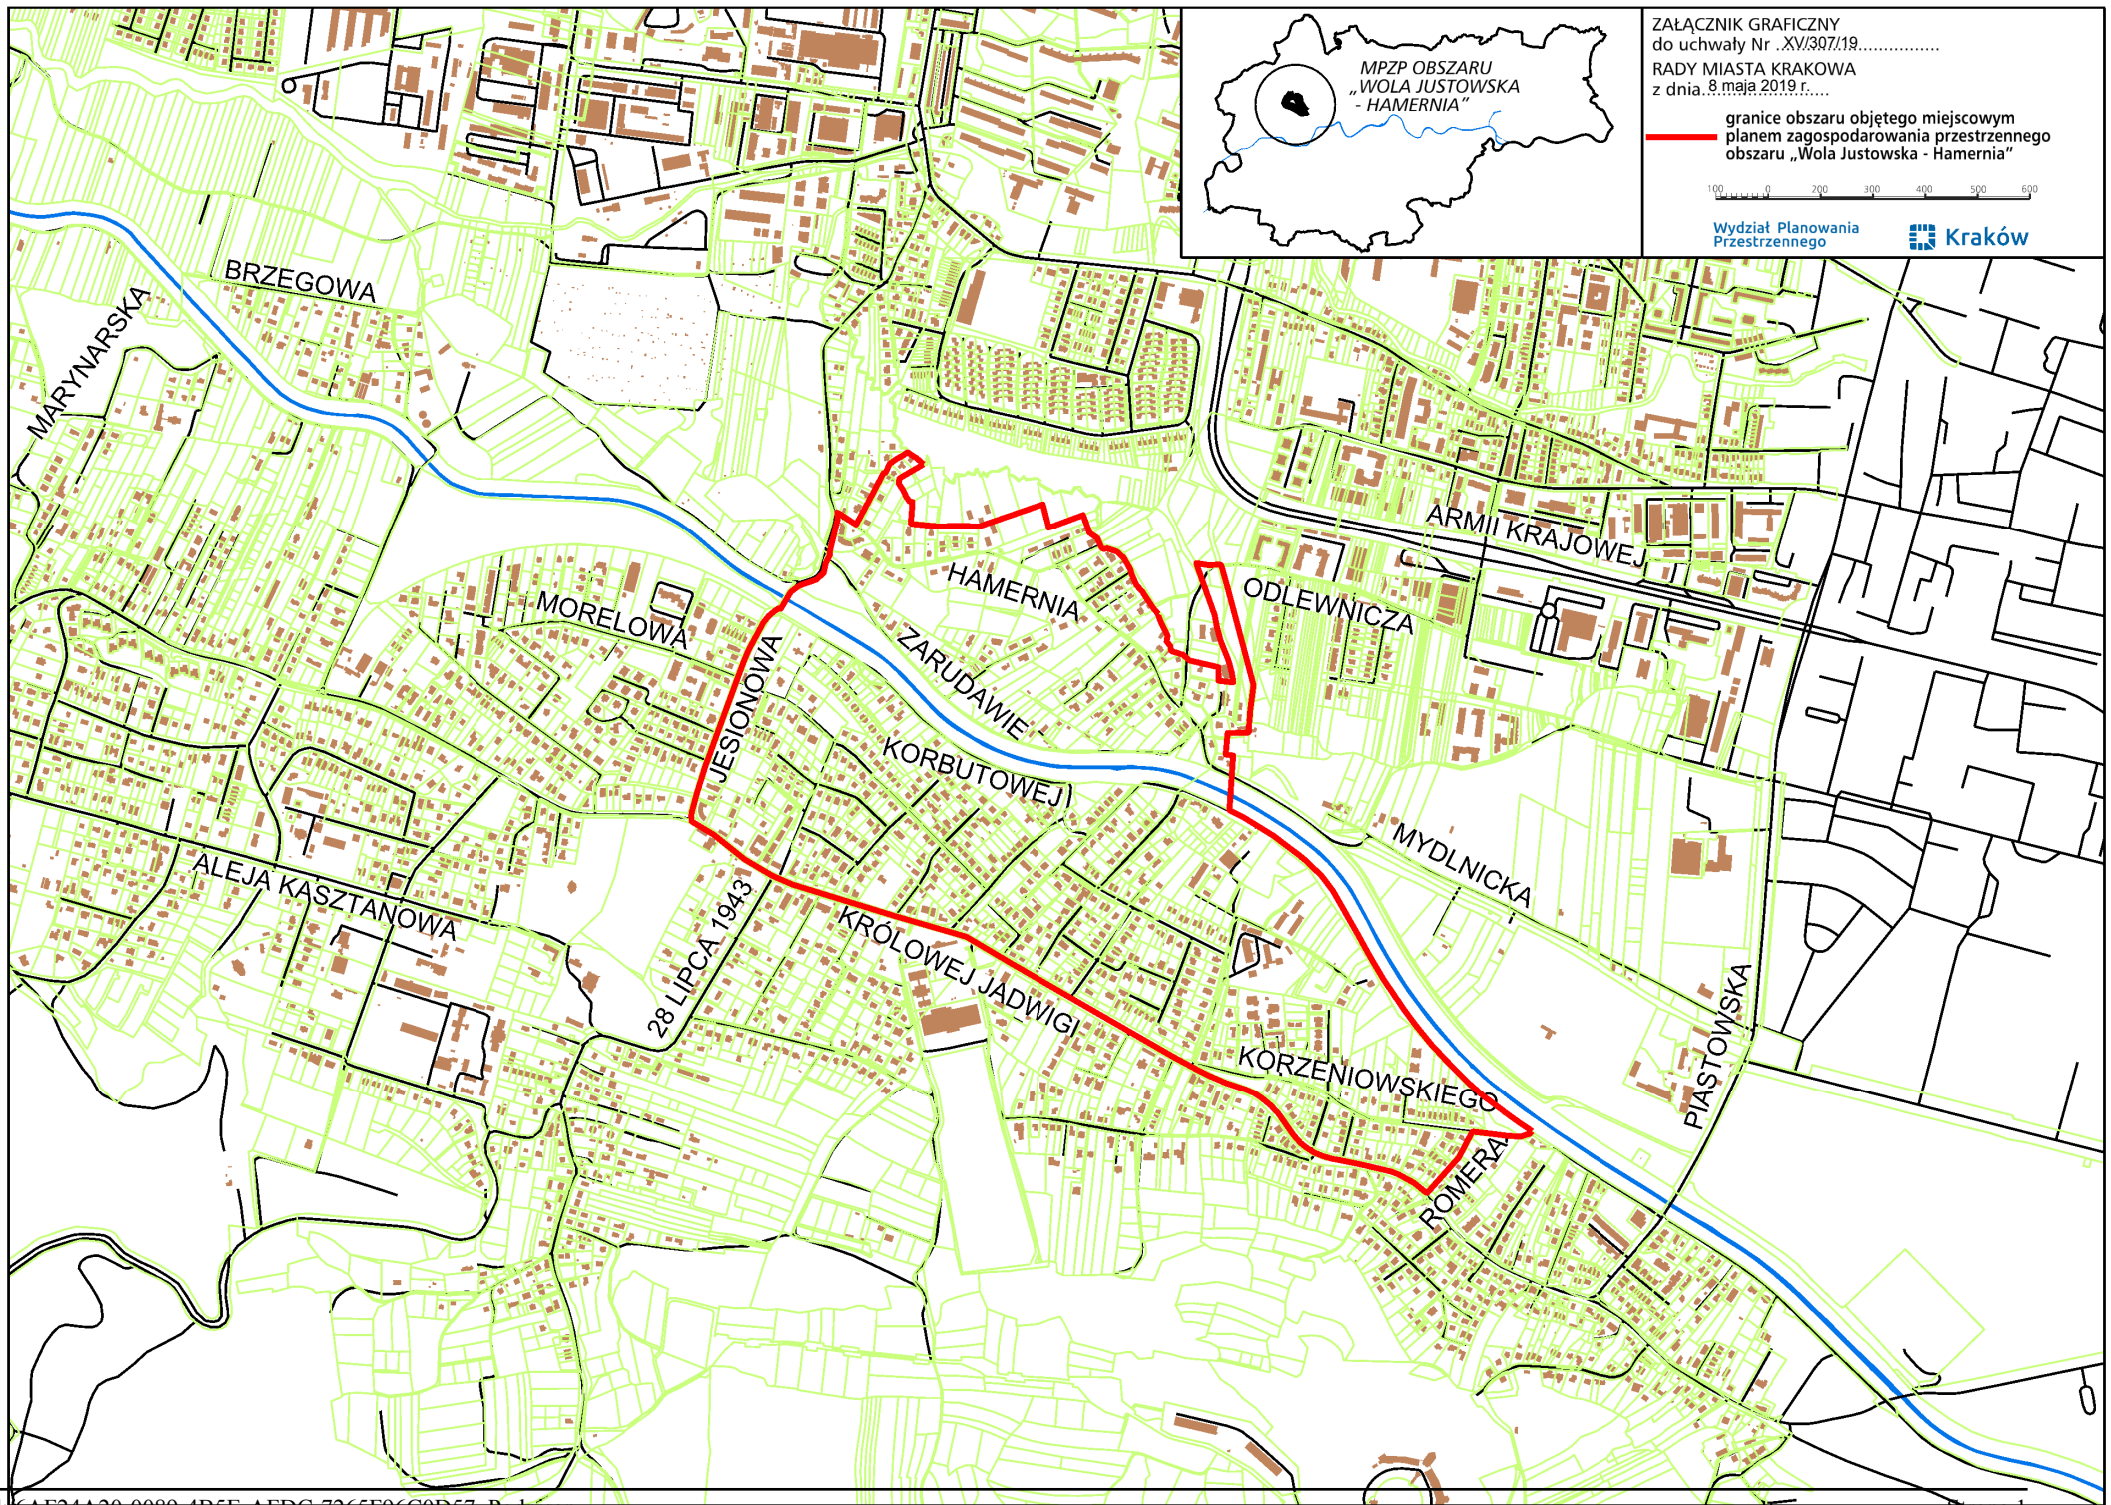 ZAŁĄCZNIK GRAFICZNY
do uchwały Nr .XV/307/19................
RADY MIASTA KRAKOWA
z dnia.8 maja 2019 r....
granice obszaru objętego miejscowym
planem zagospodarowania przestrzennego
obszaru „Wola Justowska - Hamernia”
100 0 200 300 400 500 600
Wydział Planowania
Przestrzennego
Kraków
MPZP OBSZARU
„WOLA JUSTOWSKA
- HAMERNIA”
BRZEGOWA
MARYNARSKA
ARMII KRAJOWEJ
HAMERNIA
ODLEWNICZA
MORELOWA
ZARUDAWIE
JESIONOWA
KORBUTOWEJ
MYDLNICKA
ALEJA KASZTANOWA
28 LIPCA 1943
KRÓLOWEJ JADWIGI
PIASTOWSKA
KORZENIOWSKIEGO
ROMERA